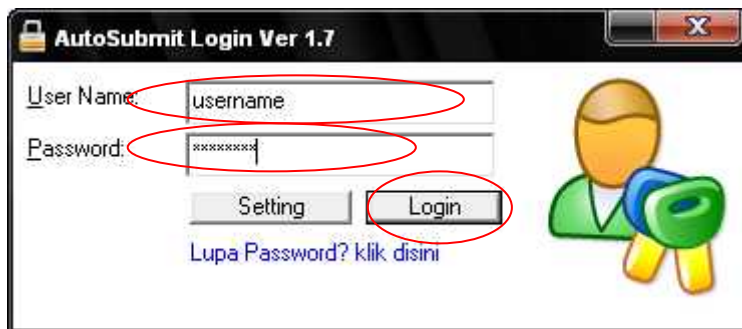 AutoSubmit Login Ver 1.7
User Name: username
Password: ********
Setting Login
Lupa Password? klik disini